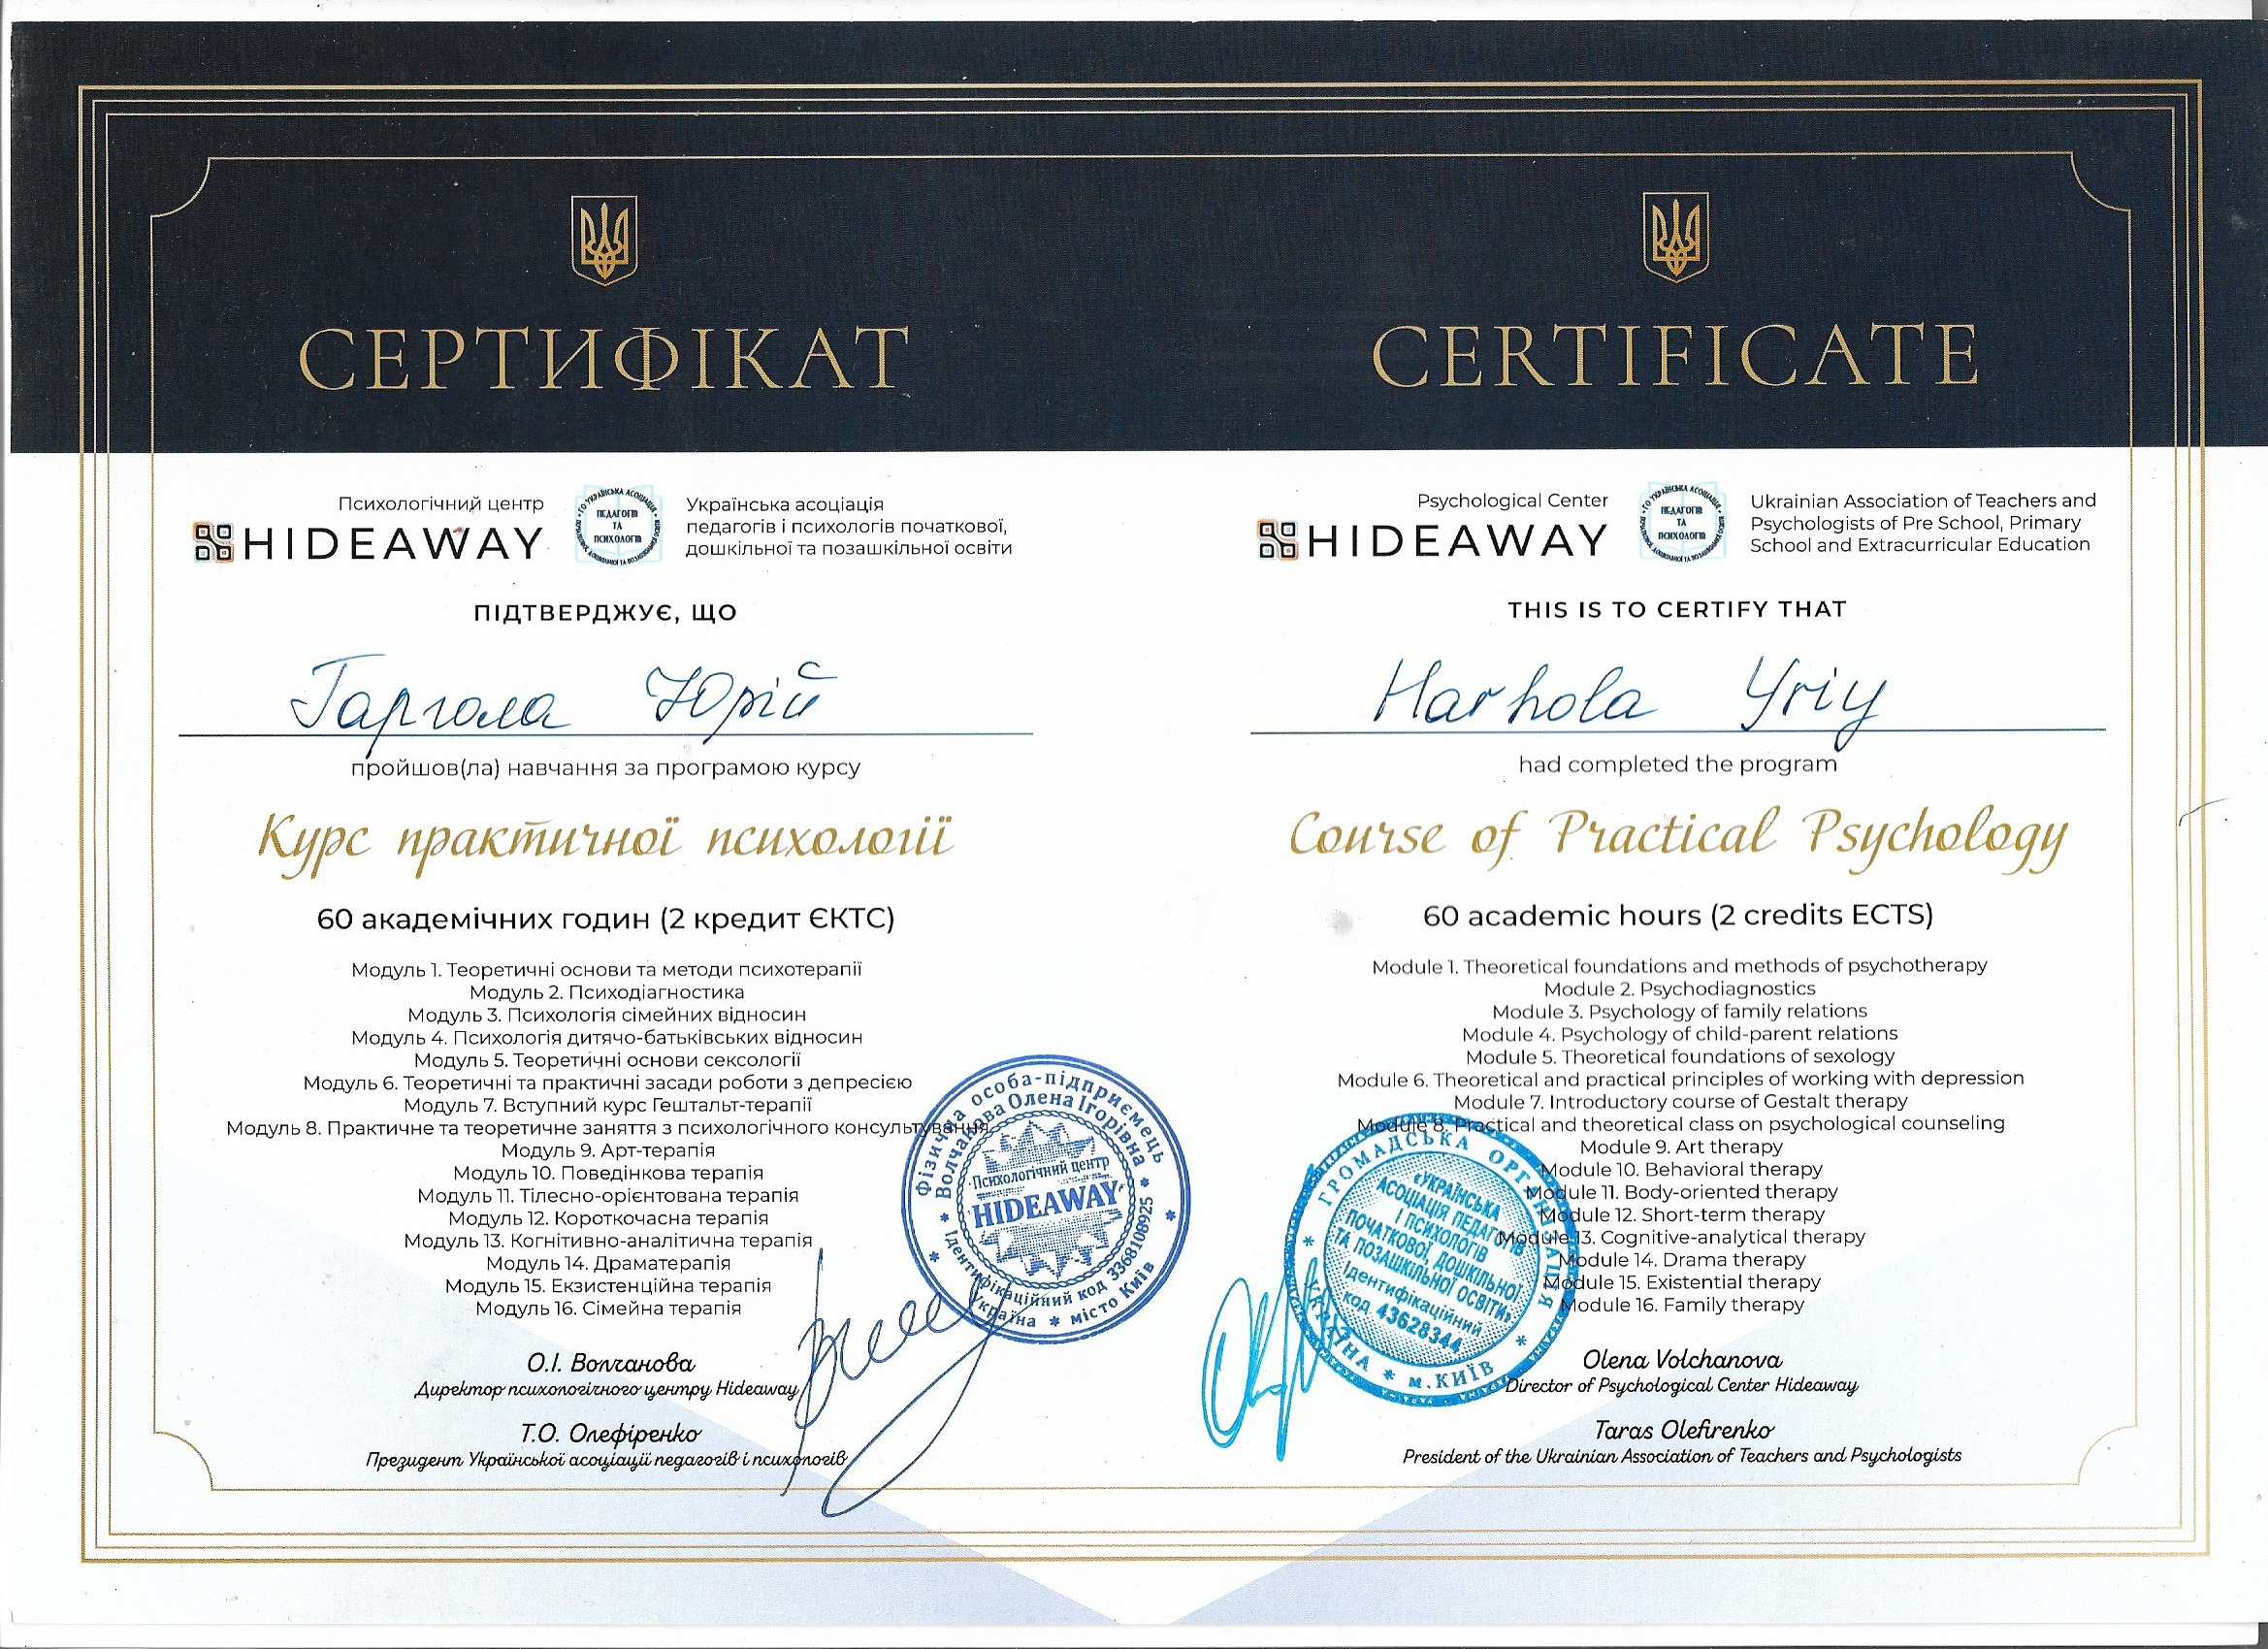 СЕРТИФІКАТ
Психологічний центр
HIDEAWAY
ГО УКРАЇНСЬКА АСОЦІАЦІЯ
ПЕДАГОГІВ
ТА
ПСИХОЛОГІВ
Українська асоціація
педагогів і психологів початкової,
дошкільної та позашкільної освіти
ПІДТВЕРДЖУЄ, ЩО
Гаргола Юрій
пройшов(ла) навчання за програмою курсу
Курс практичної психології
60 академічних годин (2 кредит ЄКТС)
Модуль 1. Теоретичні основи та методи психотерапії
Модуль 2. Психодіагностика
Модуль 3. Психологія сімейних відносин
Модуль 4. Психологія дитячо-батьківських відносин
Модуль 5. Теоретичні основи сексології
Модуль 6. Теоретичні та практичні засади роботи з депресією
Модуль 7. Вступний курс Гештальт-терапії
Модуль 8. Практичне та теоретичне заняття з психологічного консультування
Модуль 9. Арт-терапія
Модуль 10. Поведінкова терапія
Модуль 11. Тілесно-орієнтована терапія
Модуль 12. Короткочасна терапія
Модуль 13. Когнітивно-аналітична терапія
Модуль 14. Драматерапія
Модуль 15. Екзистенційна терапія
Модуль 16. Сімейна терапія
О.І. Волчанова
Директор психологічного центру Hideaway
Т.О. Олефіренко
Президент Української асоціації педагогів і психологів
Фізична особа-підприємець
Волчанова Олена Ігорівна
Психологічний центр
HIDEAWAY
Ідентифікаційний код 3368108925
Україна * місто Київ
CERTIFICATE
Psychological Center
HIDEAWAY
ГО УКРАЇНСЬКА АСОЦІАЦІЯ
ПЕДАГОГІВ
ТА
ПСИХОЛОГІВ
Ukrainian Association of Teachers and
Psychologists of Pre School, Primary
School and Extracurricular Education
THIS IS TO CERTIFY THAT
Harhola Yriy
had completed the program
Course of Practical Psychology
60 academic hours (2 credits ECTS)
Module 1. Theoretical foundations and methods of psychotherapy
Module 2. Psychodiagnostics
Module 3. Psychology of family relations
Module 4. Psychology of child-parent relations
Module 5. Theoretical foundations of sexology
Module 6. Theoretical and practical principles of working with depression
Module 7. Introductory course of Gestalt therapy
Module 8. Practical and theoretical class on psychological counseling
Module 9. Art therapy
Module 10. Behavioral therapy
Module 11. Body-oriented therapy
Module 12. Short-term therapy
Module 13. Cognitive-analytical therapy
Module 14. Drama therapy
Module 15. Existential therapy
Module 16. Family therapy
Olena Volchanova
Director of Psychological Center Hideaway
Taras Olefirenko
President of the Ukrainian Association of Teachers and Psychologists
ГРОМАДСЬКА ОРГАНІЗАЦІЯ
«УКРАЇНСЬКА
АСОЦІАЦІЯ ПЕДАГОГІВ
І ПСИХОЛОГІВ
ПОЧАТКОВОЇ, ДОШКІЛЬНОЇ
ТА ПОЗАШКІЛЬНОЇ ОСВІТИ»
Ідентифікаційний
код 43628344
УКРАЇНА * м.КИЇВ